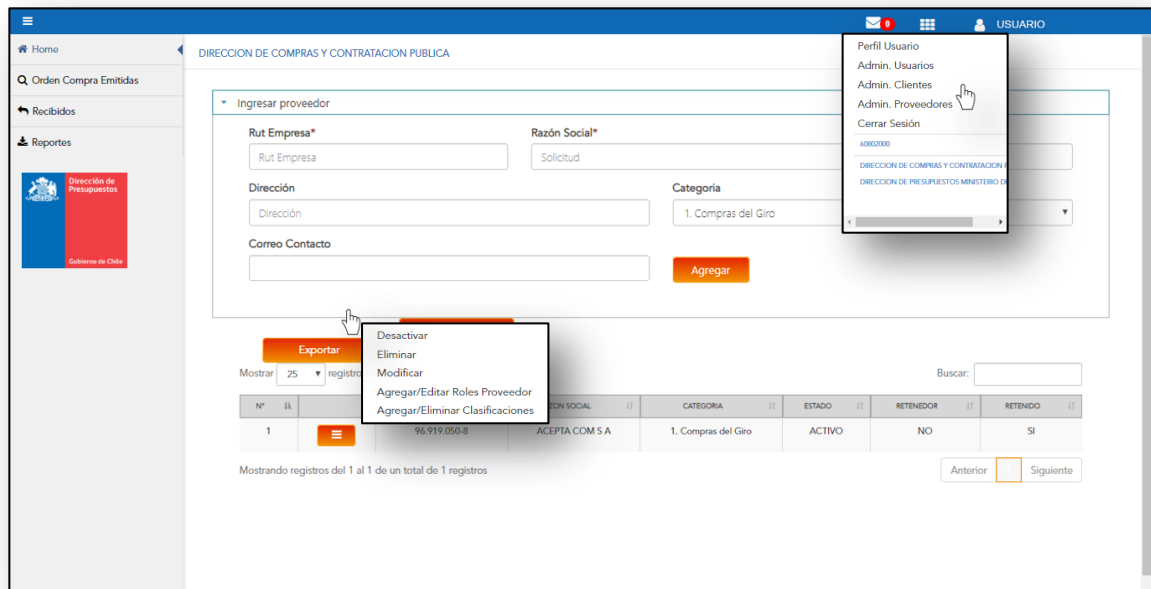 0
USUARIO
Home
Orden Compra Emitidas
Recibidos
Reportes
Dirección de
Presupuestos
Gobierno de Chile
DIRECCION DE COMPRAS Y CONTRATACION PUBLICA
Perfil Usuario
Admin. Usuarios
Admin. Clientes
Admin. Proveedores
Cerrar Sesión
60802000
DIRECCION DE COMPRAS Y CONTRATACION
DIRECCION DE PRESUPUESTOS MINISTERIO
Ingresar proveedor
Rut Empresa* Razón Social*
Rut Empresa Solicitud
Dirección Categoria
Dirección 1. Compras del Giro
Correo Contacto
Agregar
Desactivar
Eliminar
Modificar
Agregar/Editar Roles Proveedor
Agregar/Eliminar Clasificaciones
Exportar
Mostrar 25 registro Buscar:
N° ZON SOCIAL CATEGORIA ESTADO RETENEDOR RETENIDO
1 96.919.050-8 ACEPTA COM S A 1. Compras del Giro ACTIVO NO SI
Mostrando registros del 1 al 1 de un total de 1 registros
Anterior Siguiente